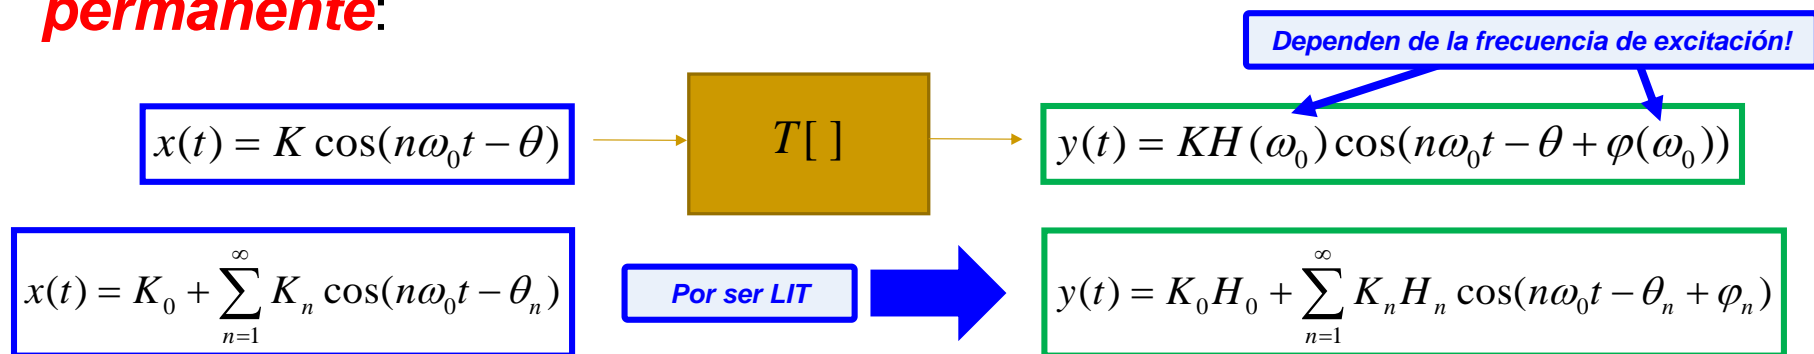 permanente:
Dependen de la frecuencia de excitación!
x(t) = K cos(nω₀t − θ)
T[ ]
y(t) = KH(ω₀)cos(nω₀t − θ + φ(ω₀))
x(t) = K₀ + ∑_{n=1}^{∞} Kₙ cos(nω₀t − θₙ)
Por ser LIT
y(t) = K₀H₀ + ∑_{n=1}^{∞} KₙHₙ cos(nω₀t − θₙ + φₙ)